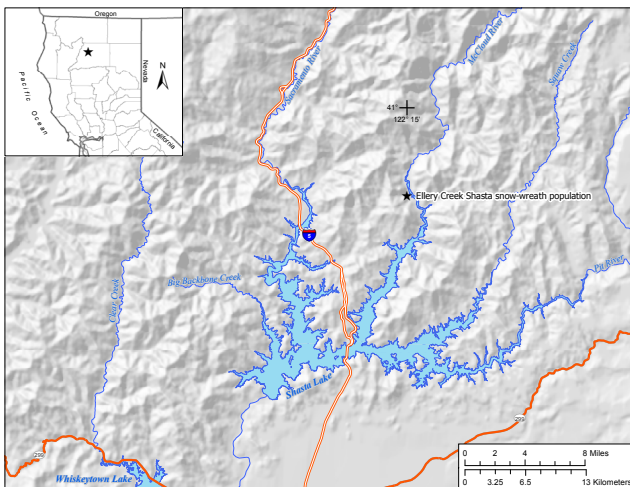 Oregon
Nevada
N
Pacific Ocean
California
Sacramento River
McCloud River
Squaw Creek
41°
122° 15'
Ellery Creek Shasta snow-wreath population
5
Pit River
Big Backbone Creek
Clear Creek
Shasta Lake
299
299
Whiskeytown Lake
0 2 4 8 Miles
0 3.25 6.5 13 Kilometers